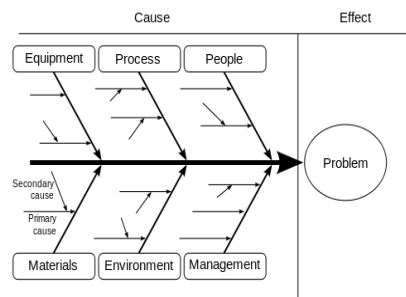 Cause
Effect
Equipment
Process
People
Problem
Secondary
cause
Primary
cause
Materials
Environment
Management